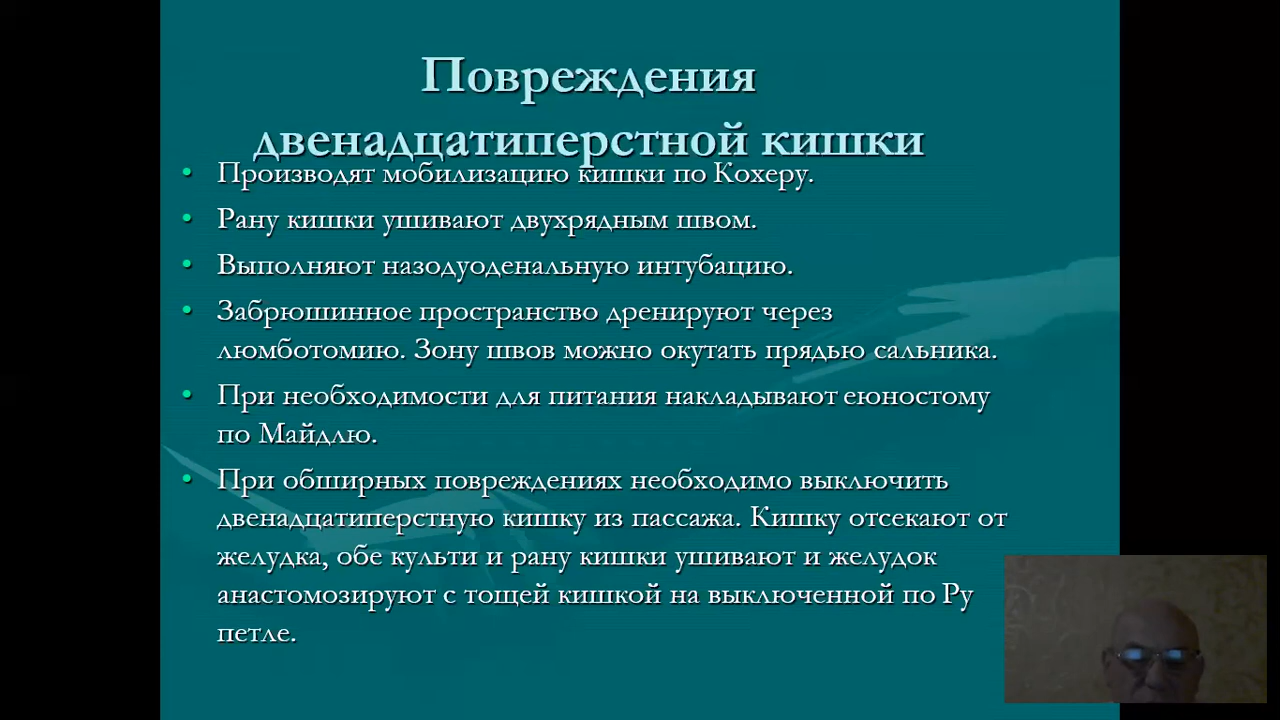 Повреждения
двенадцатиперстной кишки
• Производят мобилизацию кишки по Кохеру.
• Рану кишки ушивают двухрядным швом.
• Выполняют назодуоденальную интубацию.
• Забрюшинное пространство дренируют через
люмботомию. Зону швов можно окутать прядью сальника.
• При необходимости для питания накладывают еюностому
по Майдлю.
• При обширных повреждениях необходимо выключить
двенадцатиперстную кишку из пассажа. Кишку отсекают от
желудка, обе культи и рану кишки ушивают и желудок
анастомозируют с тощей кишкой на выключенной по Ру
петле.